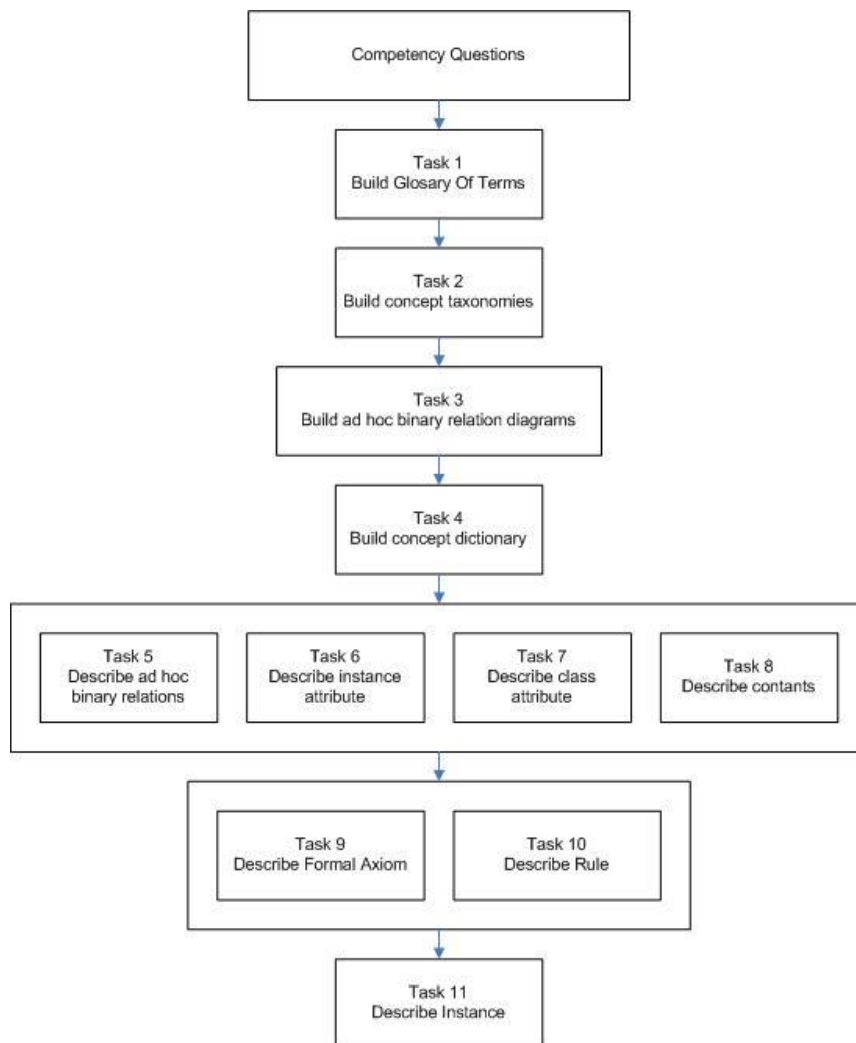 Competency Questions
Task 1
Build Glosary Of Terms
Task 2
Build concept taxonomies
Task 3
Build ad hoc binary relation diagrams
Task 4
Build concept dictionary
Task 5
Describe ad hoc
binary relations
Task 6
Describe instance
attribute
Task 7
Describe class
attribute
Task 8
Describe contants
Task 9
Describe Formal Axiom
Task 10
Describe Rule
Task 11
Describe Instance